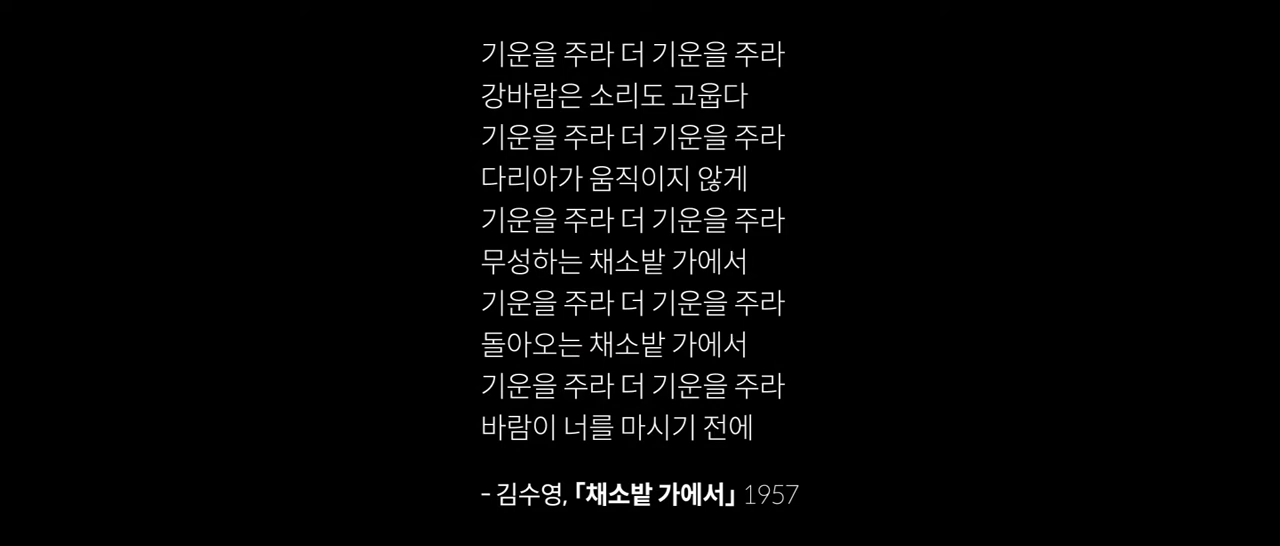 기운을 주라 더 기운을 주라
강바람은 소리도 고웁다
기운을 주라 더 기운을 주라
다리아가 움직이지 않게
기운을 주라 더 기운을 주라
무성하는 채소밭 가에서
기운을 주라 더 기운을 주라
돌아오는 채소밭 가에서
기운을 주라 더 기운을 주라
바람이 너를 마시기 전에
- 김수영, 「채소밭 가에서」 1957